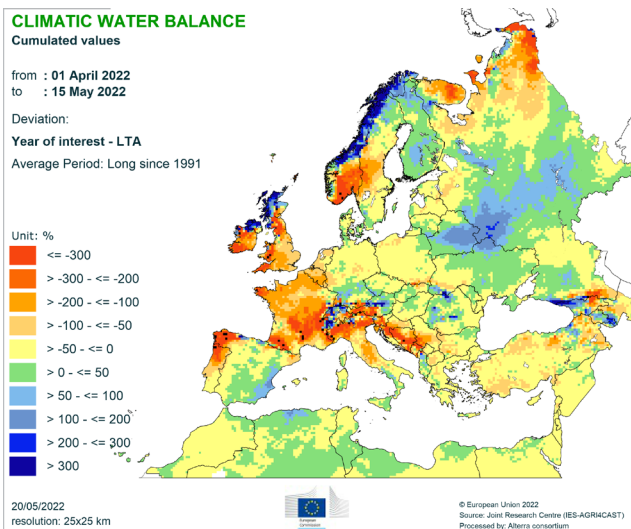 CLIMATIC WATER BALANCE
Cumulated values
from : 01 April 2022
to : 15 May 2022
Deviation:
Year of interest - LTA
Average Period: Long since 1991
Unit: %
<= -300
> -300 - <= -200
> -200 - <= -100
> -100 - <= -50
> -50 - <= 0
> 0 - <= 50
> 50 - <= 100
> 100 - <= 200
> 200 - <= 300
> 300
20/05/2022
resolution: 25x25 km
European
Commission
© European Union 2022
Source: Joint Research Centre (IES-AGRI4CAST)
Processed by: Alterra consortium